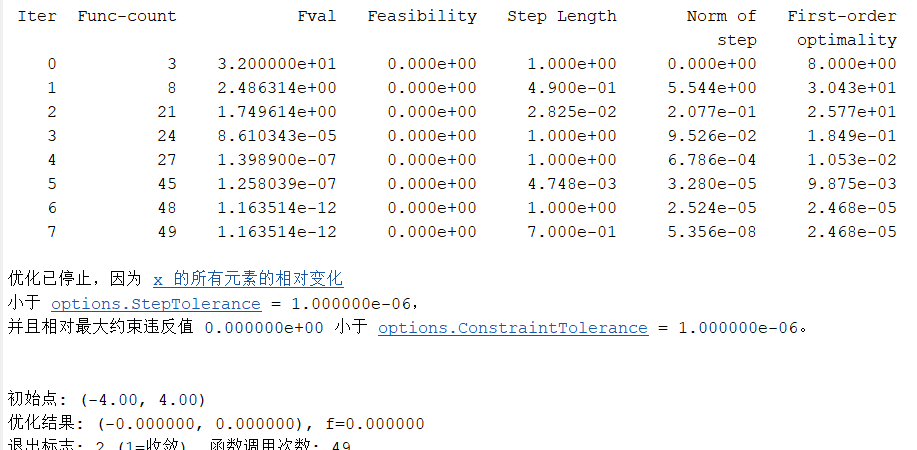 Iter Func-count Fval Feasibility Step Length Norm of First-order
step optimality
0 3 3.200000e+01 0.000e+00 1.000e+00 0.000e+00 8.000e+00
1 8 2.486314e+00 0.000e+00 4.900e-01 5.544e+00 3.043e+01
2 21 1.749614e+00 0.000e+00 2.825e-02 2.077e-01 2.577e+01
3 24 8.610343e-05 0.000e+00 1.000e+00 9.526e-02 1.849e-01
4 27 1.398900e-07 0.000e+00 1.000e+00 6.786e-04 1.053e-02
5 45 1.258039e-07 0.000e+00 4.748e-03 3.280e-05 9.875e-03
6 48 1.163514e-12 0.000e+00 1.000e+00 2.524e-05 2.468e-05
7 49 1.163514e-12 0.000e+00 7.000e-01 5.356e-08 2.468e-05
优化已停止，因为 x 的所有元素的相对变化
小于 options.StepTolerance = 1.000000e-06，
并且相对最大约束违反值 0.000000e+00 小于 options.ConstraintTolerance = 1.000000e-06。
初始点: (-4.00, 4.00)
优化结果: (-0.000000, 0.000000), f=0.000000
退出标志: 2 (1=收敛), 函数调用次数: 49